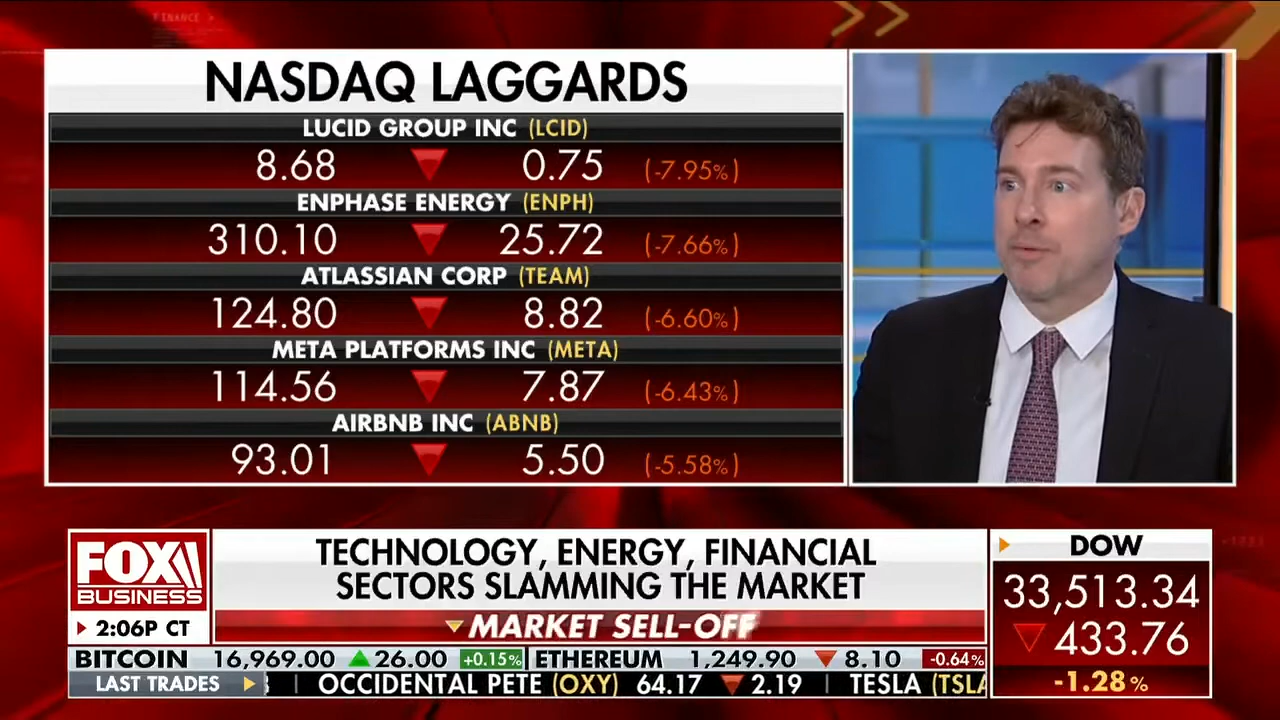 FINANCE >
NASDAQ LAGGARDS
LUCID GROUP INC (LCID)
8.68 ▼ 0.75 (-7.95%)
ENPHASE ENERGY (ENPH)
310.10 ▼ 25.72 (-7.66%)
ATLASSIAN CORP (TEAM)
124.80 ▼ 8.82 (-6.60%)
META PLATFORMS INC (META)
114.56 ▼ 7.87 (-6.43%)
AIRBNB INC (ABNB)
93.01 ▼ 5.50 (-5.58%)
FOX
BUSINESS
2:06P CT
TECHNOLOGY, ENERGY, FINANCIAL
SECTORS SLAMMING THE MARKET
MARKET SELL-OFF
DOW
33,513.34
▼ 433.76
-1.28%
BITCOIN 16,969.00 ▲ 26.00 +0.15% ETHEREUM 1,249.90 ▼ 8.10 -0.64%
LAST TRADES OCCIDENTAL PETE (OXY) 64.17 ▼ 2.19 TESLA (TSLA